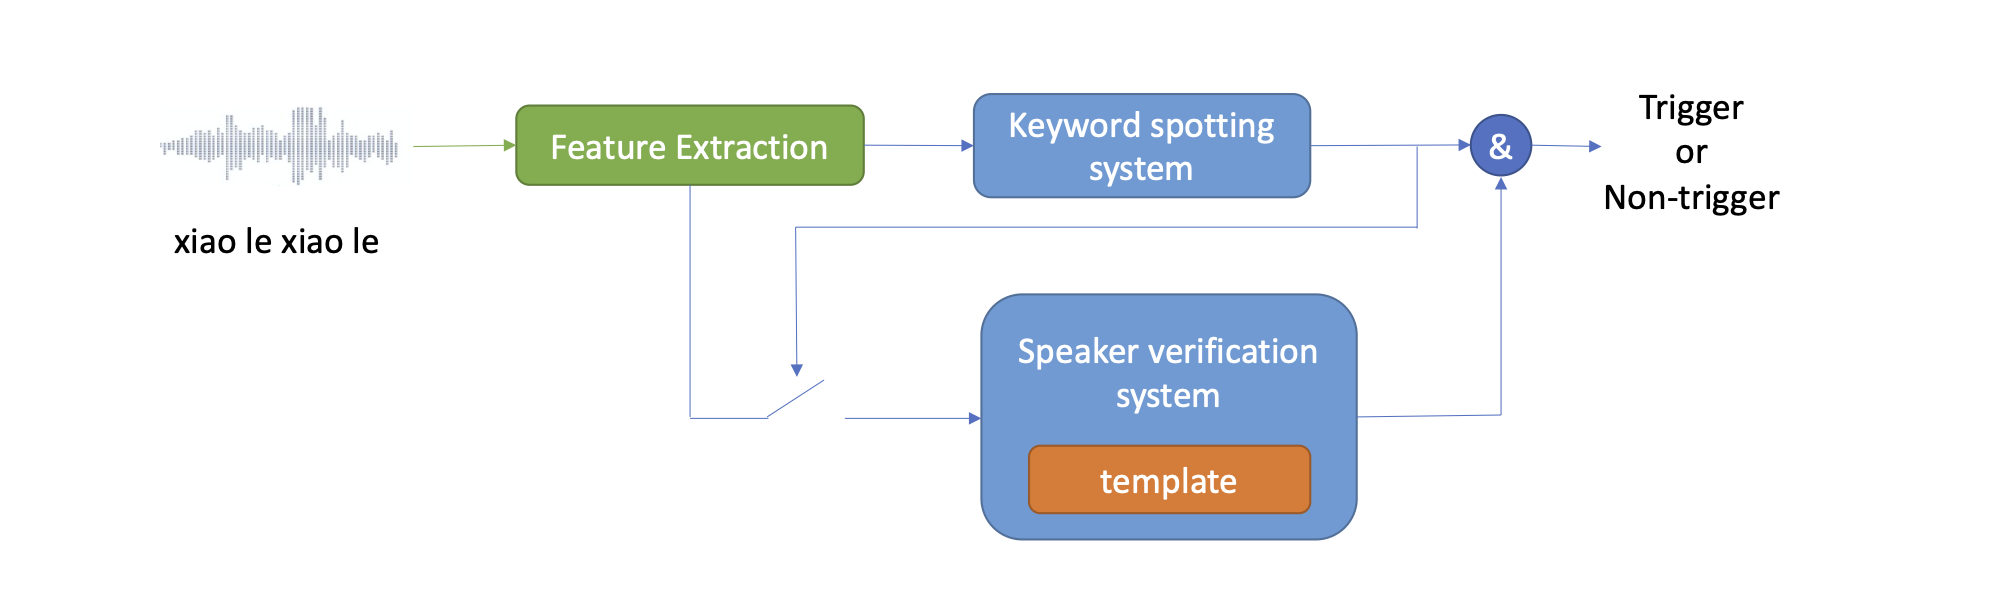 xiao le xiao le
Feature Extraction
Keyword spotting
system
&
Trigger
or
Non-trigger
Speaker verification
system
template